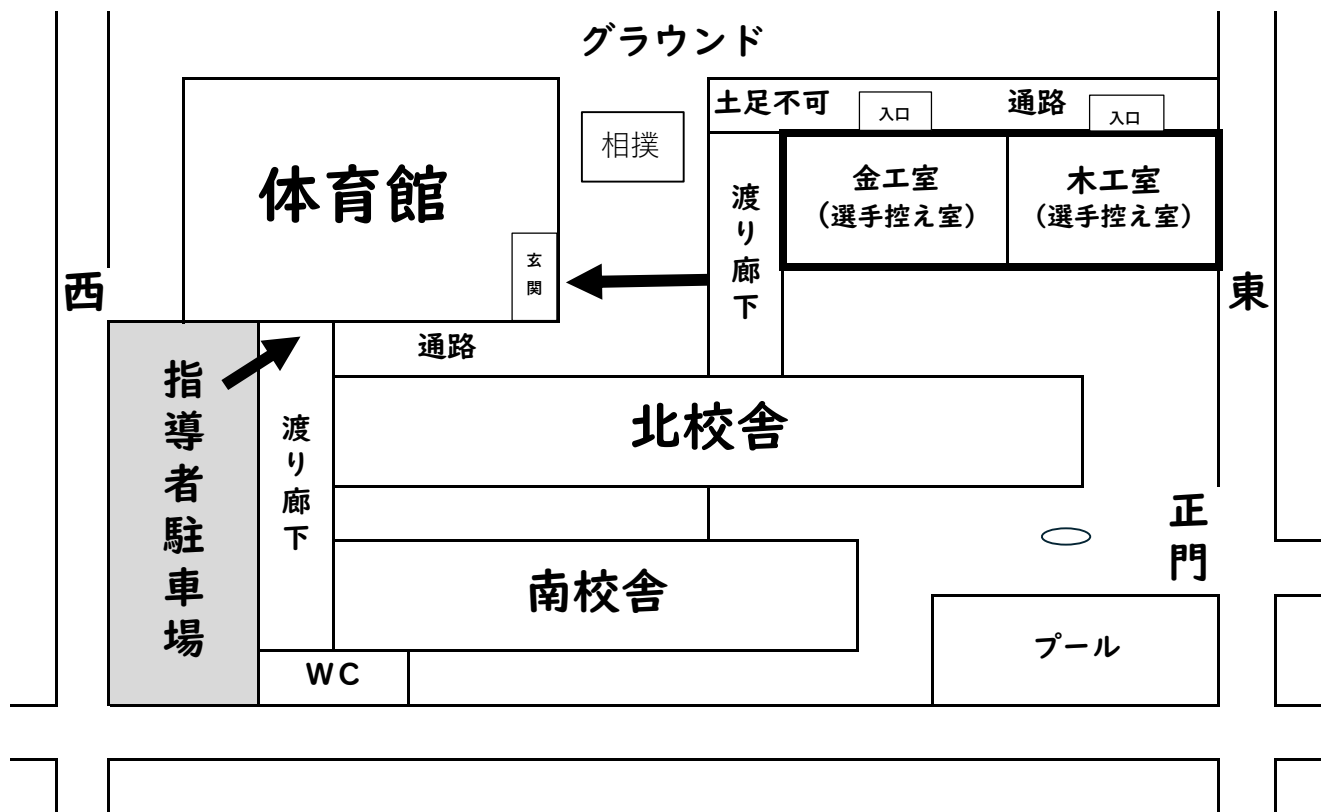 グラウンド
土足不可
入口
通路
入口
相撲
体育館
渡り廊下
金工室
（選手控え室）
木工室
（選手控え室）
玄関
西
東
指導者駐車場
通路
渡り廊下
北校舎
正門
南校舎
プール
WC